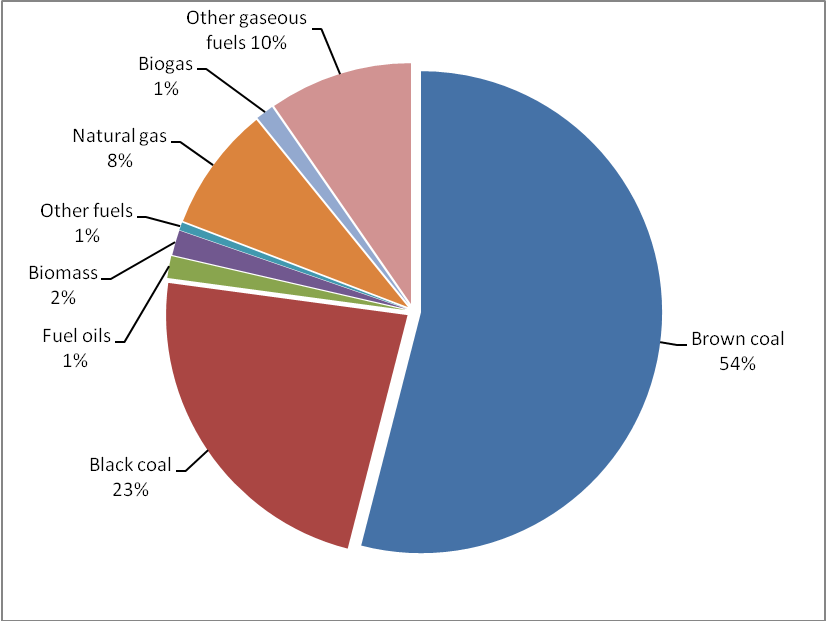 Other gaseous
fuels 10%
Biogas
1%
Natural gas
8%
Other fuels
1%
Biomass
2%
Fuel oils
1%
Brown coal
54%
Black coal
23%